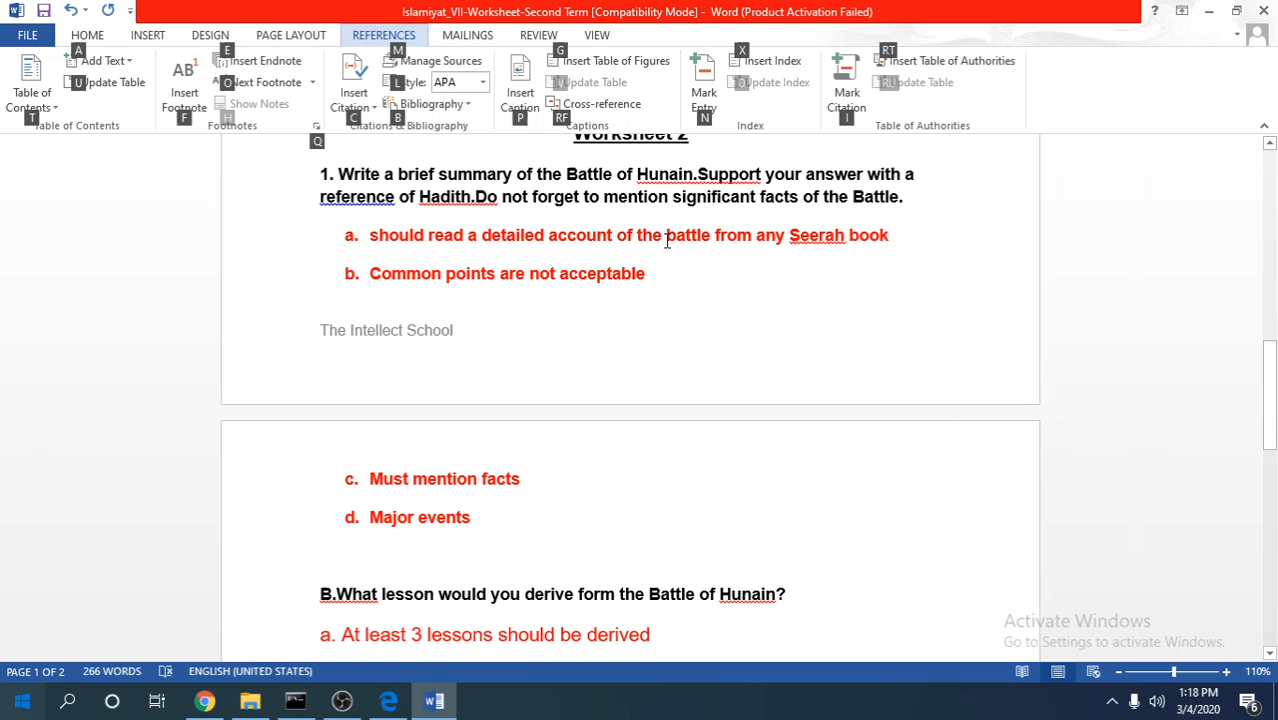 Islamiyat_VII-Worksheet-Second Term [Compatibility Mode] - Word (Product Activation Failed)
FILE HOME INSERT DESIGN PAGE LAYOUT REFERENCES MAILINGS REVIEW VIEW
A E M G X RT
Add Text Insert Endnote Manage Sources Insert Table of Figures Insert Index Insert Table of Authorities
U Update Table O Next Footnote L Style: APA V Update Table O Update Index RU Update Table
Table of Contents Insert Footnote Show Notes Insert Citation Bibliography Insert Caption Cross-reference Mark Entry Mark Citation
T F H C B P RF N I
Table of Contents Footnotes Citations & Bibliography Captions Index Table of Authorities
Q
Worksheet 2
1. Write a brief summary of the Battle of Hunain.Support your answer with a
reference of Hadith.Do not forget to mention significant facts of the Battle.
a. should read a detailed account of the battle from any Seerah book
b. Common points are not acceptable
The Intellect School
c. Must mention facts
d. Major events
B.What lesson would you derive form the Battle of Hunain?
a. At least 3 lessons should be derived
Activate Windows
Go to Settings to activate Windows.
PAGE 1 OF 2 266 WORDS ENGLISH (UNITED STATES) 110%
1:18 PM
3/4/2020
6